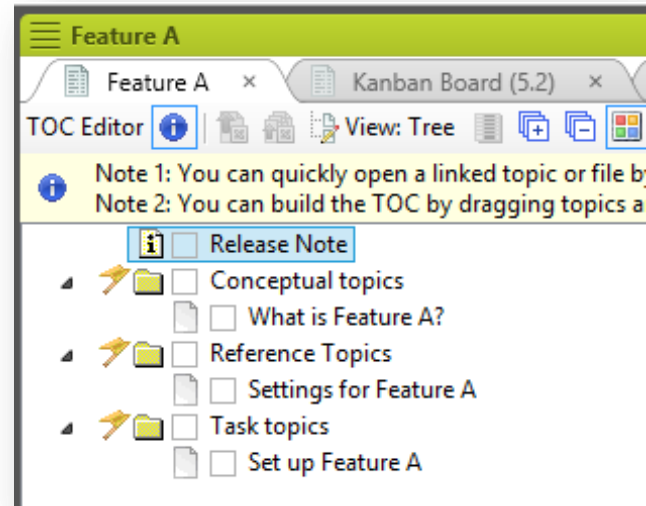 Feature A
Feature A × Kanban Board (5.2) ×
TOC Editor View: Tree
Note 1: You can quickly open a linked topic or file
Note 2: You can build the TOC by dragging topics
Release Note
Conceptual topics
What is Feature A?
Reference Topics
Settings for Feature A
Task topics
Set up Feature A